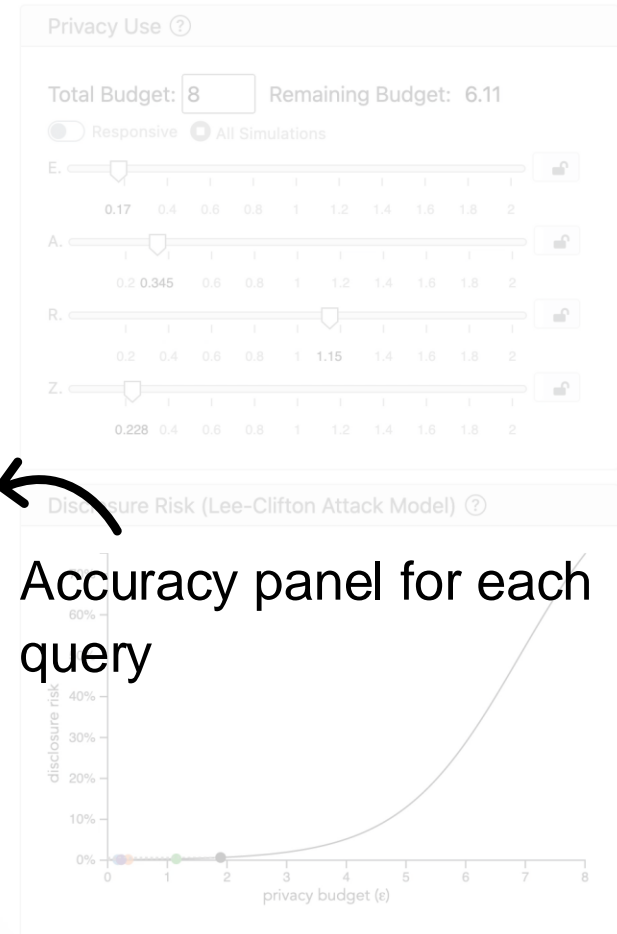 Privacy Use ?
Total Budget: 8 Remaining Budget: 6.11
Responsive All Simulations
E.
0.17 0.4 0.6 0.8 1 1.2 1.4 1.6 1.8 2
A.
0.2 0.345 0.6 0.8 1 1.2 1.4 1.6 1.8 2
R.
0.2 0.4 0.6 0.8 1 1.15 1.4 1.6 1.8 2
Z.
0.228 0.4 0.6 0.8 1 1.2 1.4 1.6 1.8 2
Disclosure Risk (Lee-Clifton Attack Model) ?
Accuracy panel for each
60%
query
40%
disclosure risk
30%
20%
10%
0%
0 1 2 3 4 5 6 7 8
privacy budget (ε)